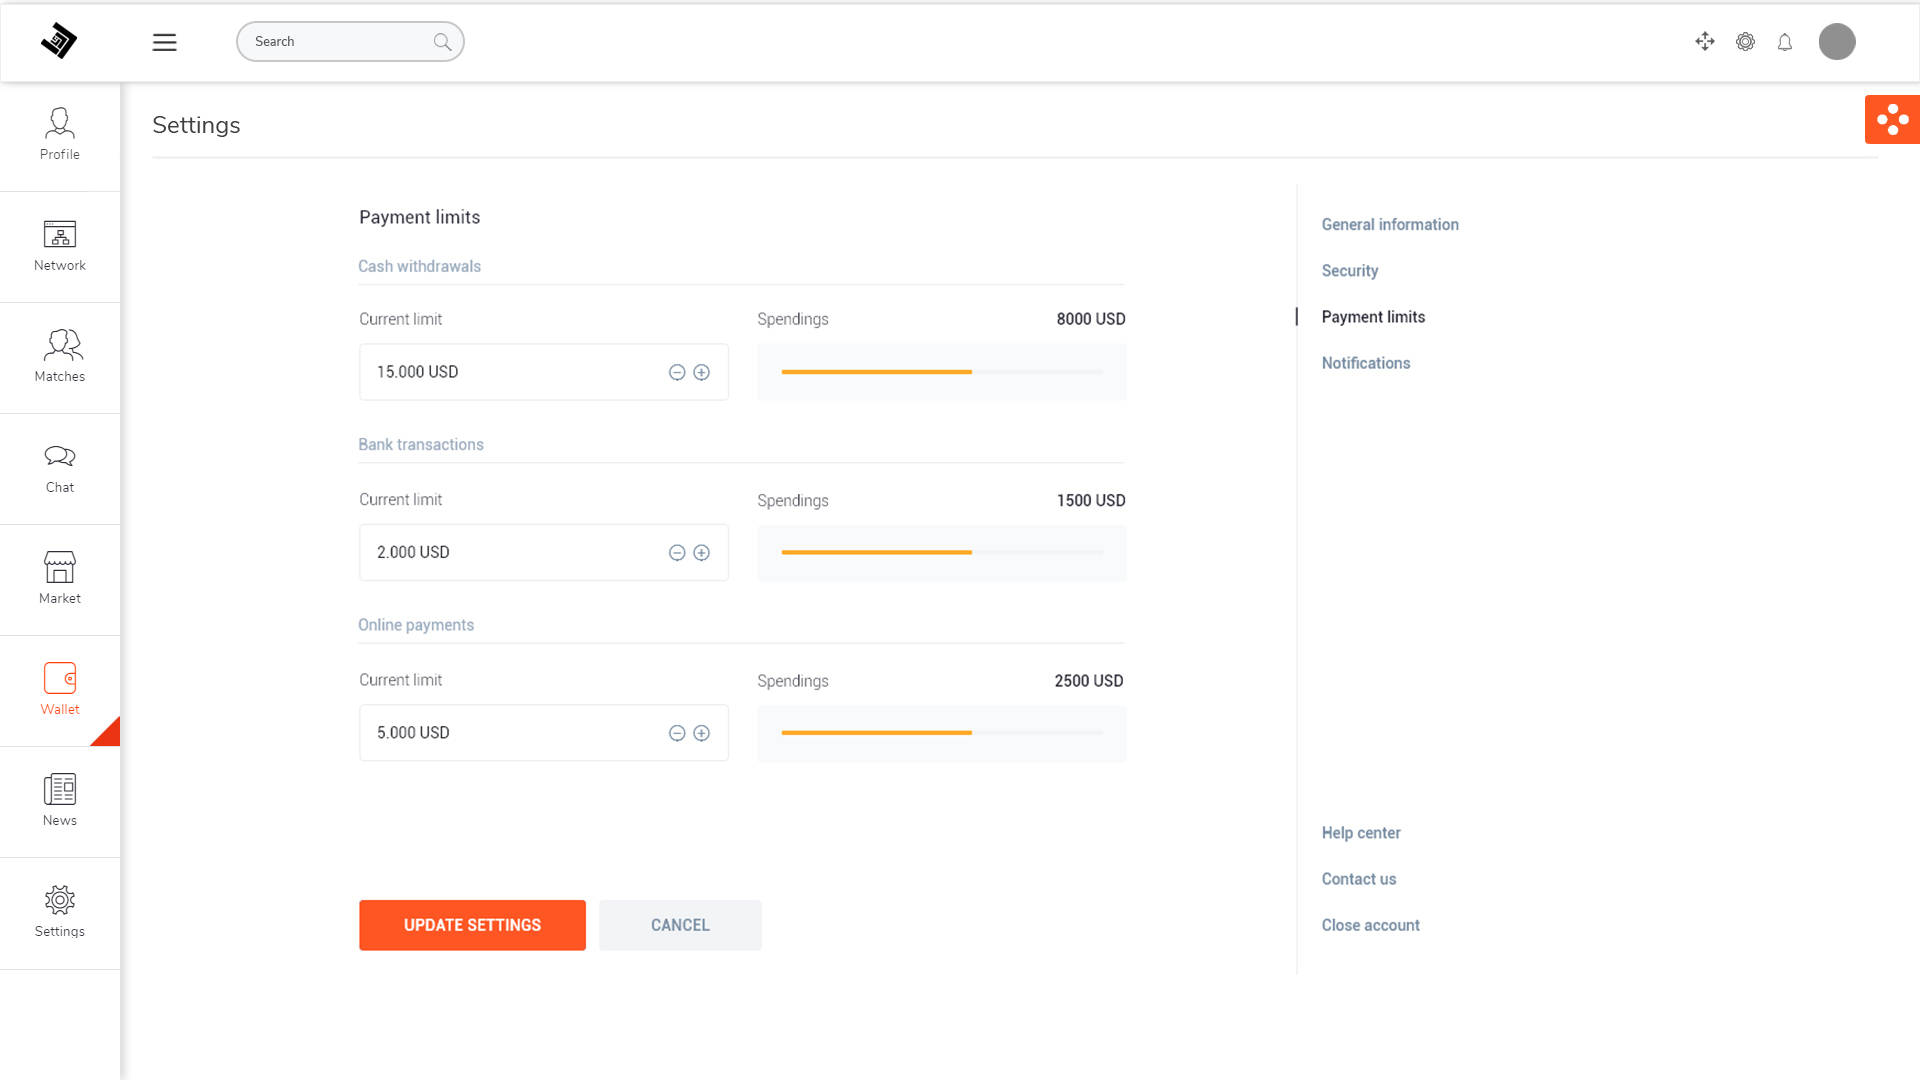 Search
Profile
Network
Matches
Chat
Market
Wallet
News
Settings
Settings
Payment limits
Cash withdrawals
Current limit
15.000 USD
Spendings 8000 USD
Bank transactions
Current limit
2.000 USD
Spendings 1500 USD
Online payments
Current limit
5.000 USD
Spendings 2500 USD
UPDATE SETTINGS
CANCEL
General information
Security
Payment limits
Notifications
Help center
Contact us
Close account